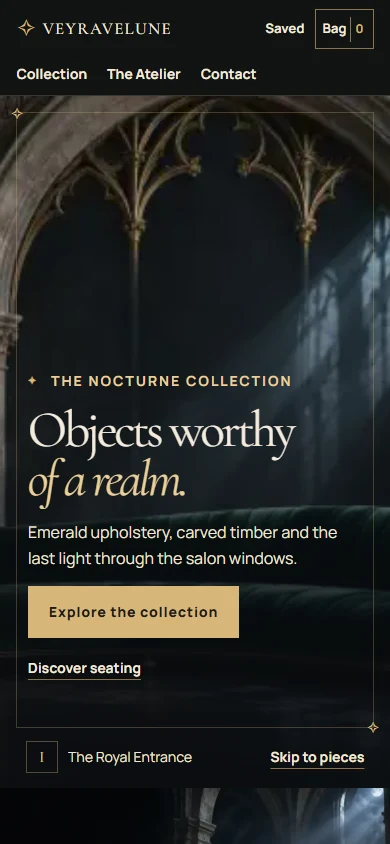 VEYRAVELUNE
Saved
Bag 0
Collection The Atelier Contact
THE NOCTURNE COLLECTION
Objects worthy
of a realm.
Emerald upholstery, carved timber and the
last light through the salon windows.
Explore the collection
Discover seating
I The Royal Entrance Skip to pieces